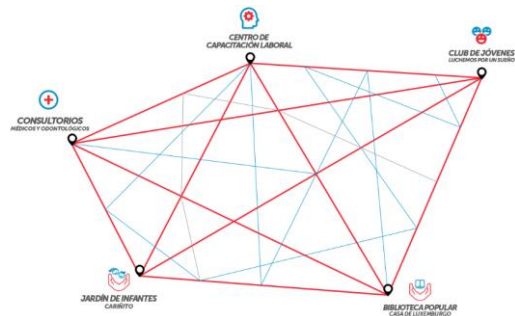 CENTRO DE
CAPACITACIÓN LABORAL
CLUB DE JÓVENES
LUCHEMOS POR UN SUEÑO
CONSULTORIOS
MÉDICOS Y ODONTOLÓGICOS
JARDÍN DE INFANTES
CARIÑITO
BIBLIOTECA POPULAR
CASA DE LUXEMBURGO